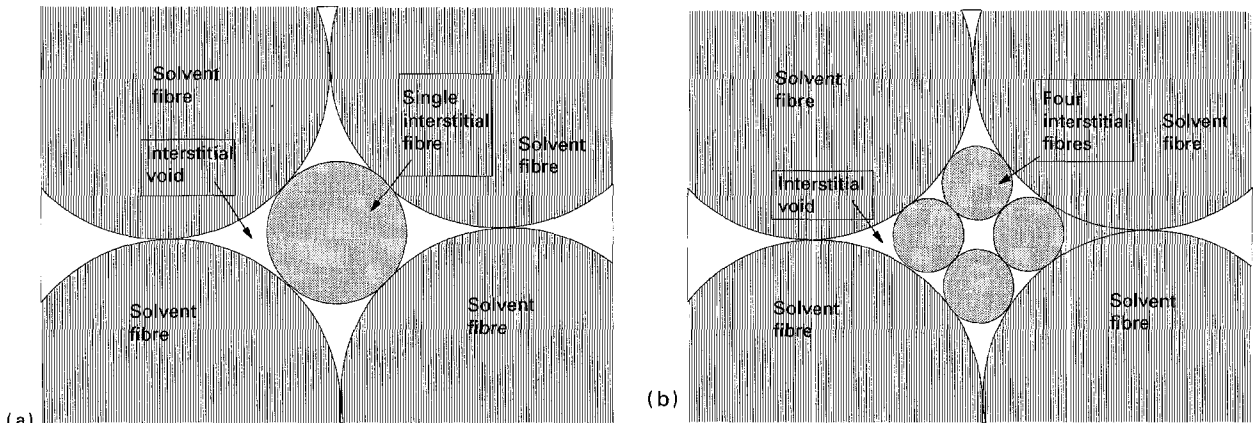 Solvent
fibre
Single
interstitial
fibre
Interstitial
void
Solvent
fibre
Solvent
fibre
Solvent
fibre
(a)
Solvent
fibre
Four
interstitial
fibres
Solvent
fibre
Interstitial
void
Solvent
fibre
Solvent
fibre
(b)